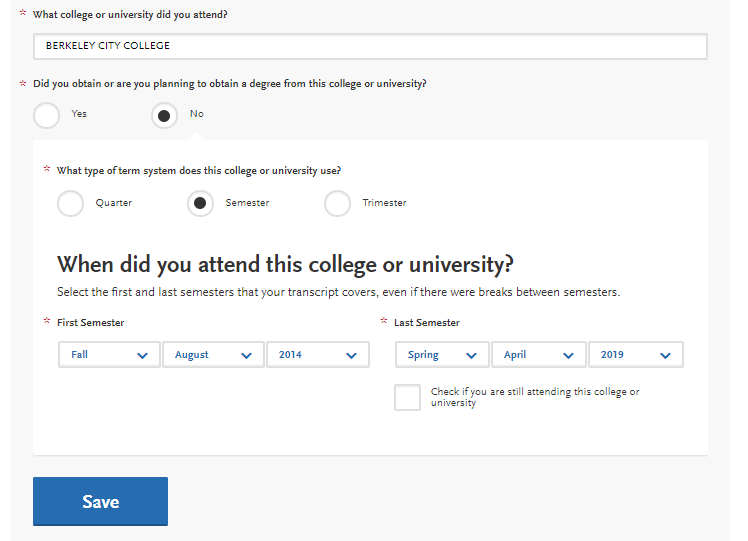 * What college or university did you attend?
BERKELEY CITY COLLEGE
* Did you obtain or are you planning to obtain a degree from this college or university?
Yes No
* What type of term system does this college or university use?
Quarter Semester Trimester
When did you attend this college or university?
Select the first and last semesters that your transcript covers, even if there were breaks between semesters.
* First Semester * Last Semester
Fall August 2014 Spring April 2019
Check if you are still attending this college or
university
Save